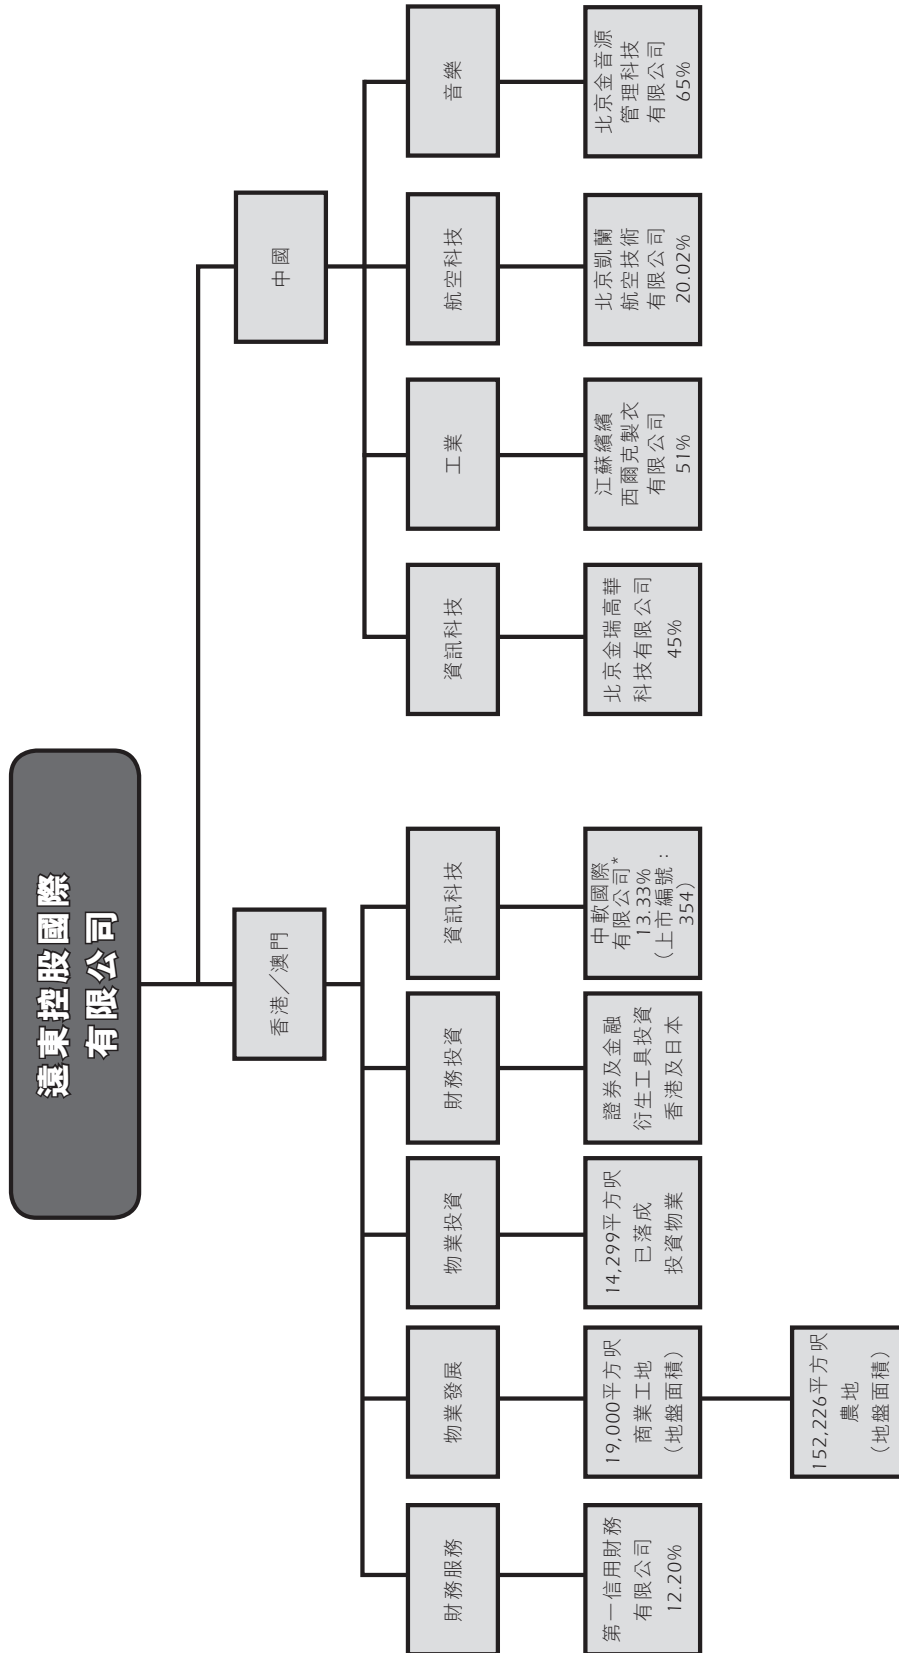 遠東控股國際
有限公司
香港／澳門
中國
財務服務
物業發展
物業投資
財務投資
資訊科技
資訊科技
工業
航空科技
音樂
第一信用財務
有限公司
12.20%
19,000平方呎
商業工地
（地盤面積）
14,299平方呎
已落成
投資物業
證券及金融
衍生工具投資
香港及日本
中軟國際
有限公司*
13.33%
（上市編號：
354）
北京金瑞高華
科技有限公司
45%
江蘇繽繽
西爾克製衣
有限公司
51%
北京凱蘭
航空技術
有限公司
20.02%
北京金音源
管理科技
有限公司
65%
152,226平方呎
農地
（地盤面積）